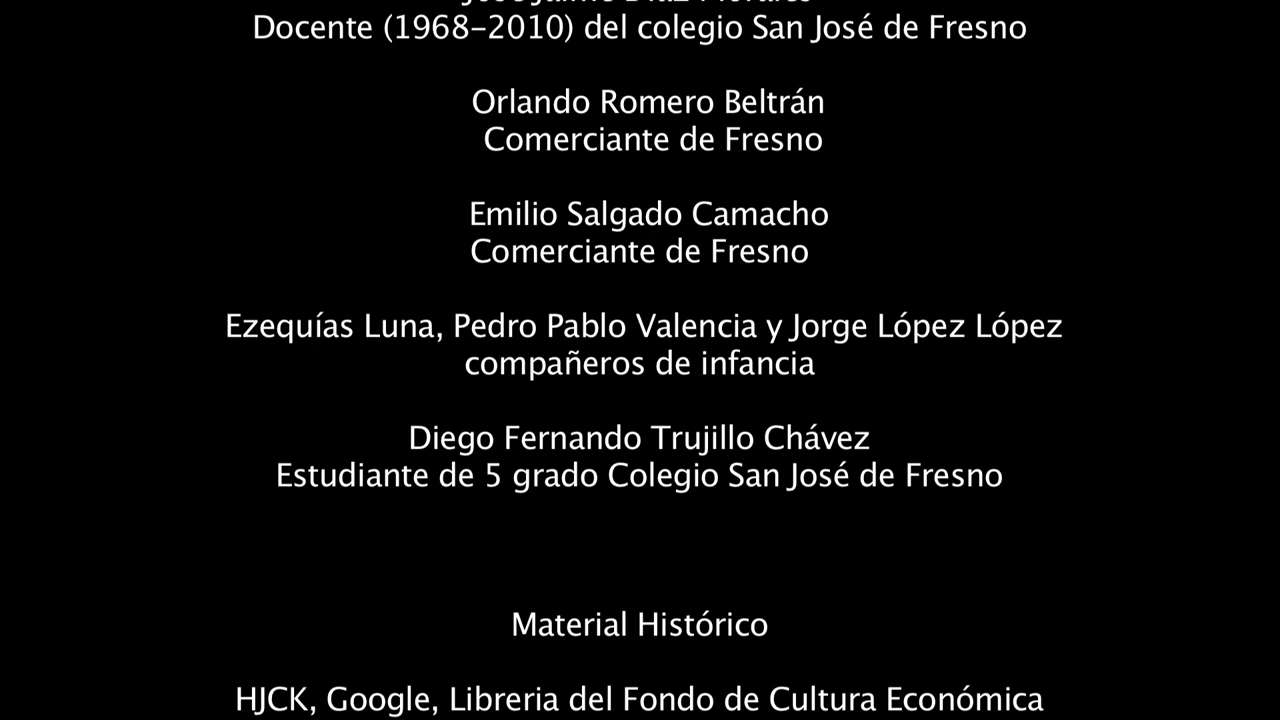 Docente (1968-2010) del colegio San José de Fresno
Orlando Romero Beltrán
Comerciante de Fresno
Emilio Salgado Camacho
Comerciante de Fresno
Ezequías Luna, Pedro Pablo Valencia y Jorge López López
compañeros de infancia
Diego Fernando Trujillo Chávez
Estudiante de 5 grado Colegio San José de Fresno
Material Histórico
HJCK, Google, Libreria del Fondo de Cultura Económica